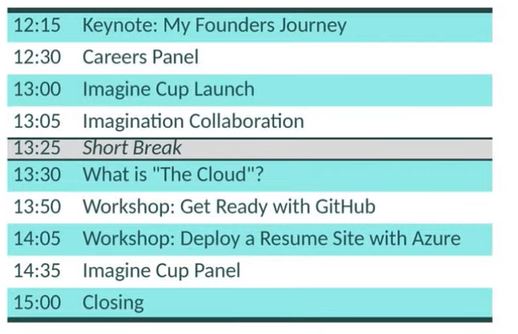 12:15 Keynote: My Founders Journey
12:30 Careers Panel
13:00 Imagine Cup Launch
13:05 Imagination Collaboration
13:25 Short Break
13:30 What is "The Cloud"?
13:50 Workshop: Get Ready with GitHub
14:05 Workshop: Deploy a Resume Site with Azure
14:35 Imagine Cup Panel
15:00 Closing